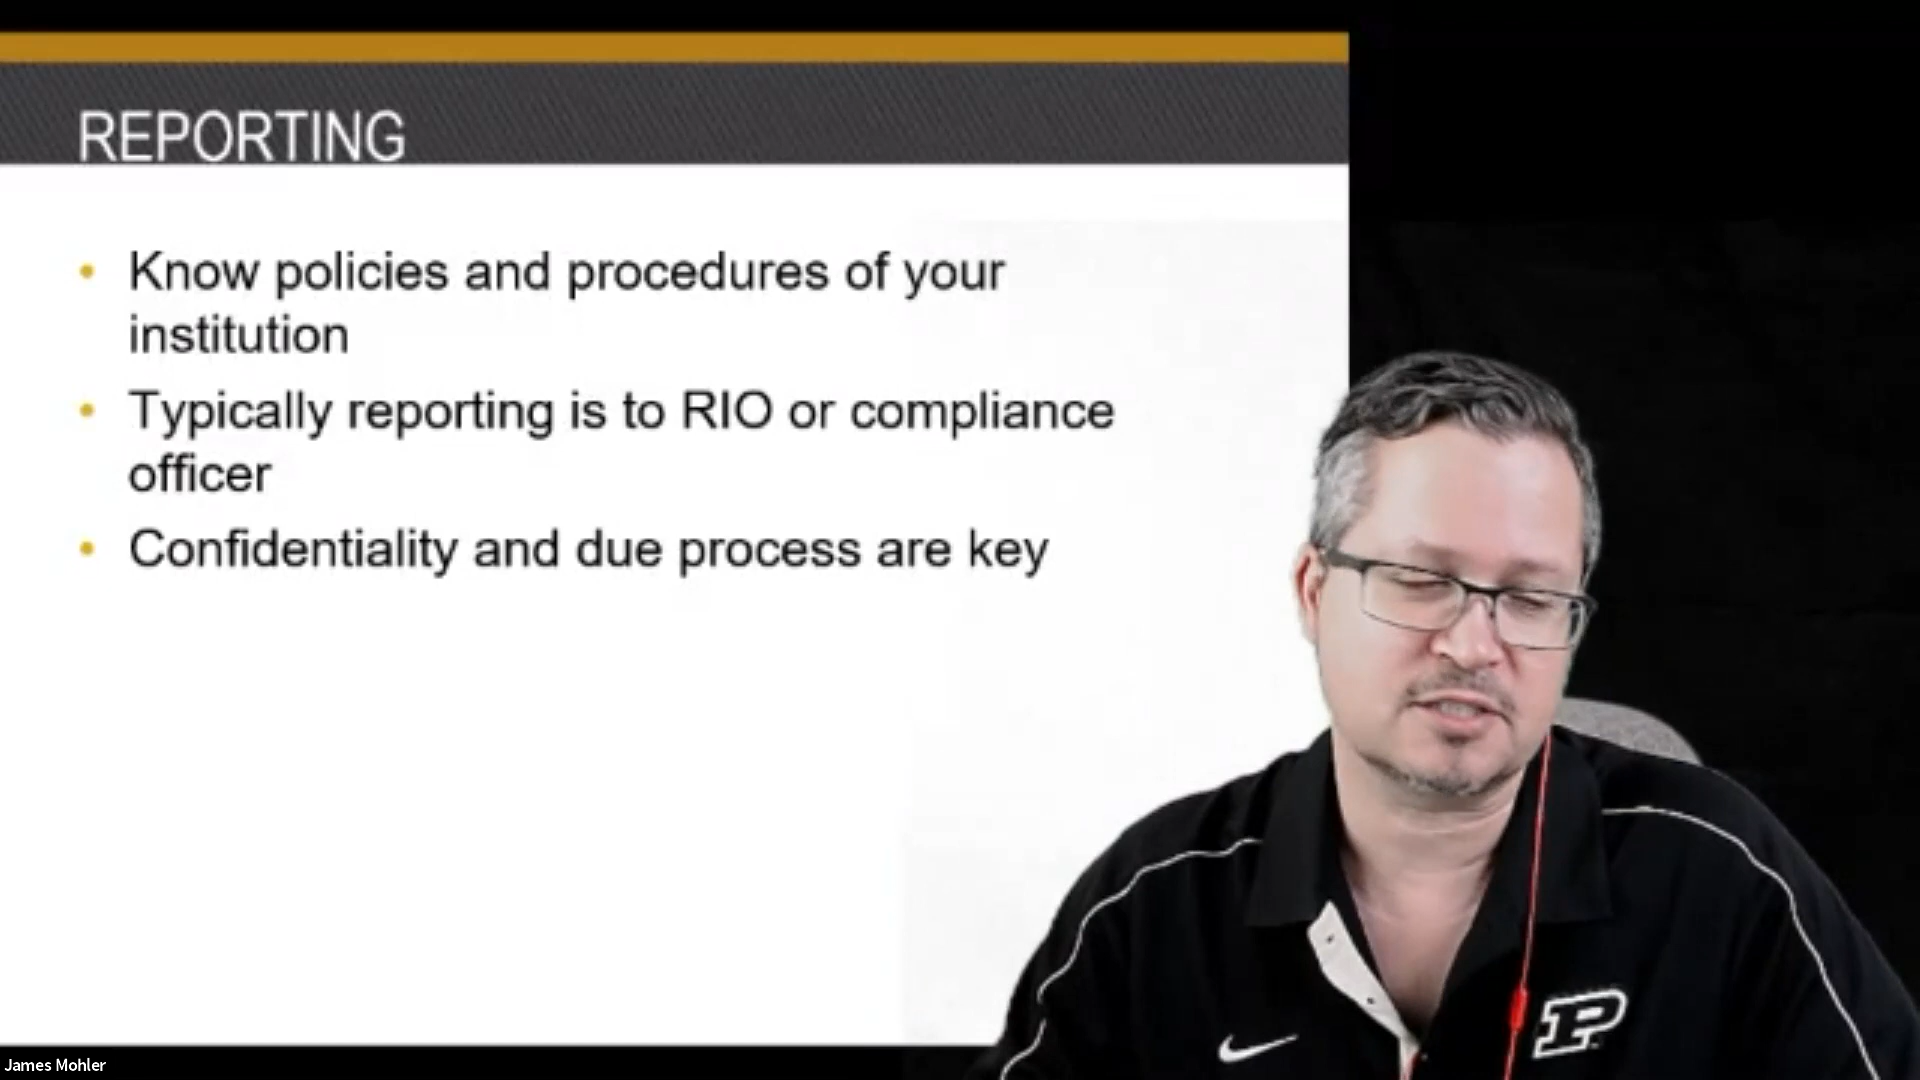 REPORTING
• Know policies and procedures of your
institution
• Typically reporting is to RIO or compliance
officer
• Confidentiality and due process are key
P
James Mohler